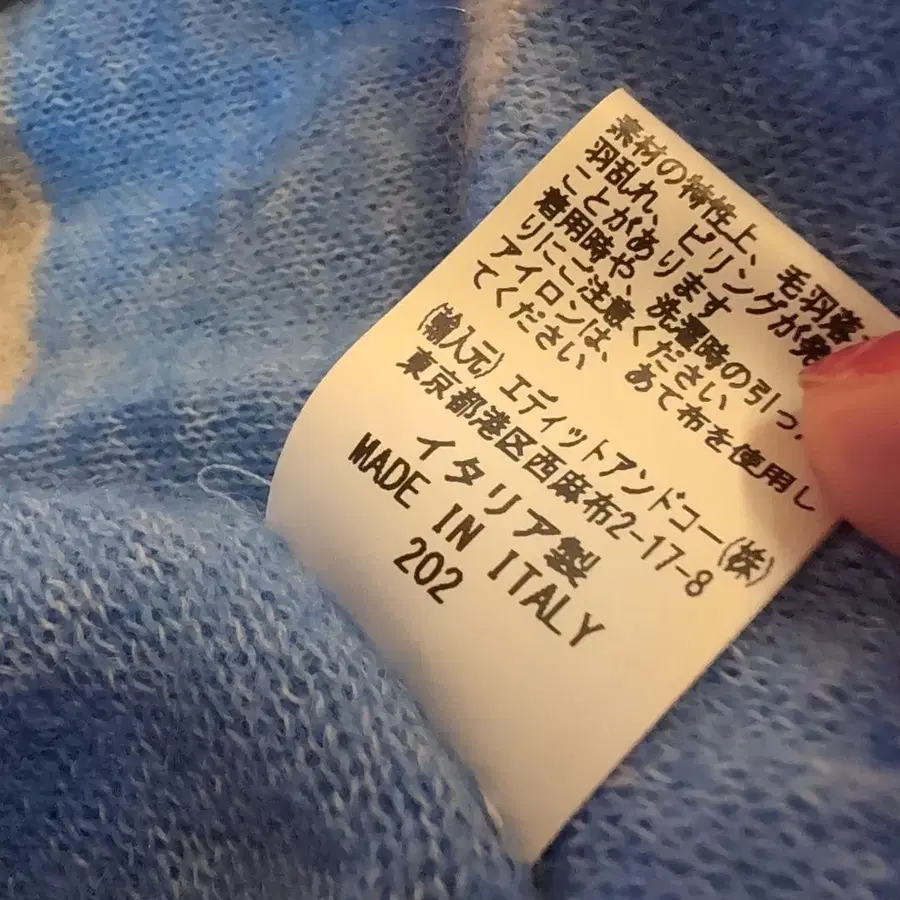 素材の特性上、毛羽落
羽乱れ、ピリングが発
ことがあります
着用時や、洗濯時の引っ
りにご注意ください
アイロンは、あて布を使用し
てください
(輸入元) エディットアンドコー(株)
東京都港区西麻布2-17-8
イタリア製
MADE IN ITALY
202